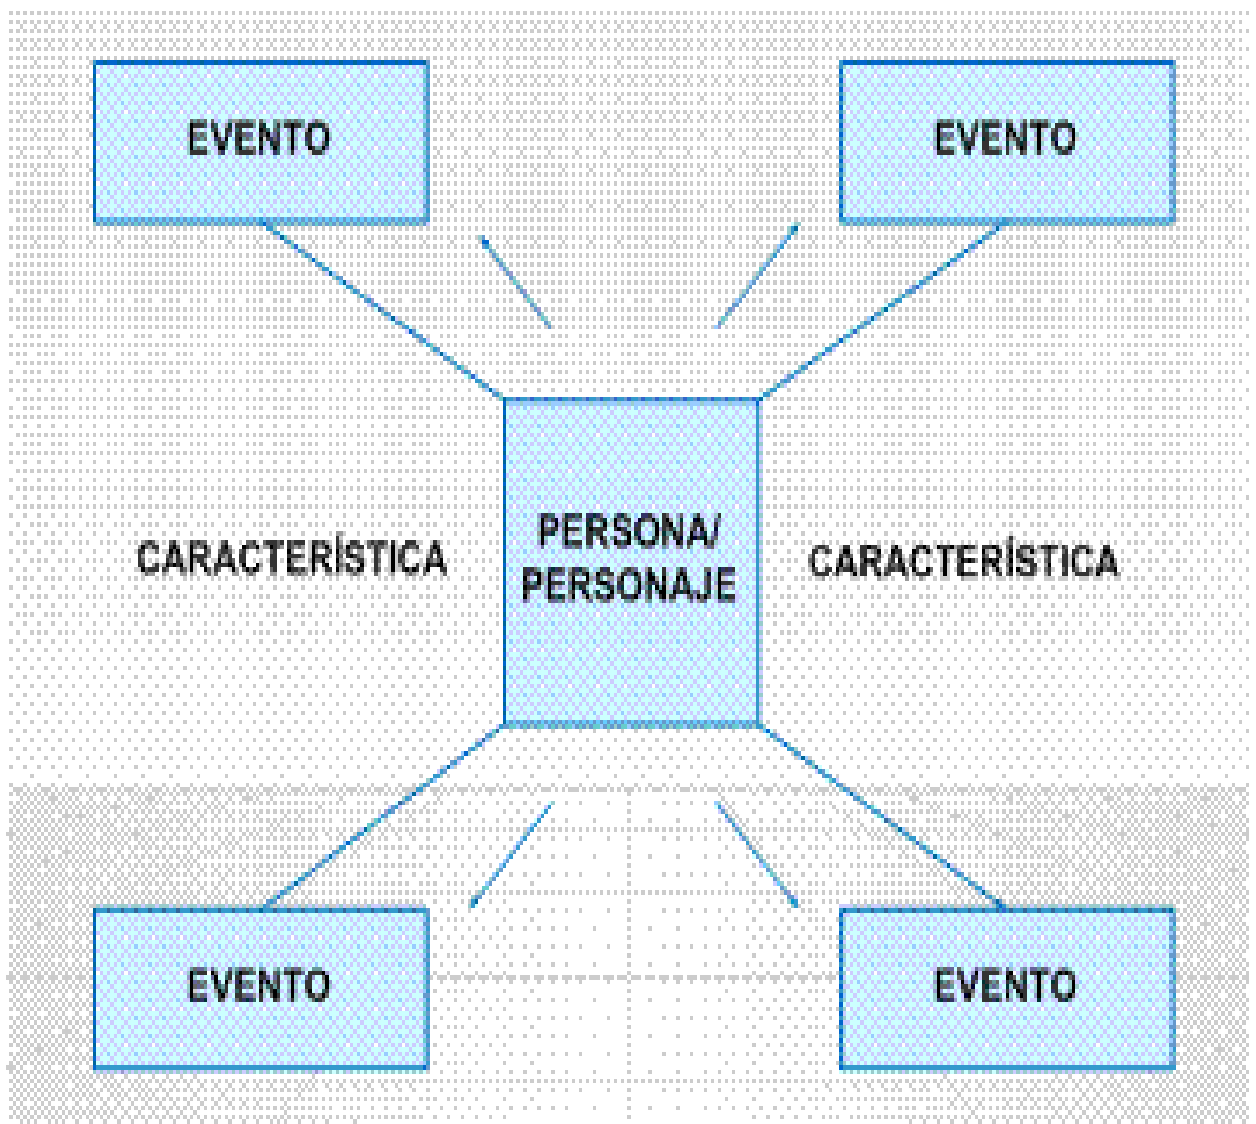 EVENTO
EVENTO
CARACTERÍSTICA
PERSONA/
PERSONAJE
CARACTERÍSTICA
EVENTO
EVENTO